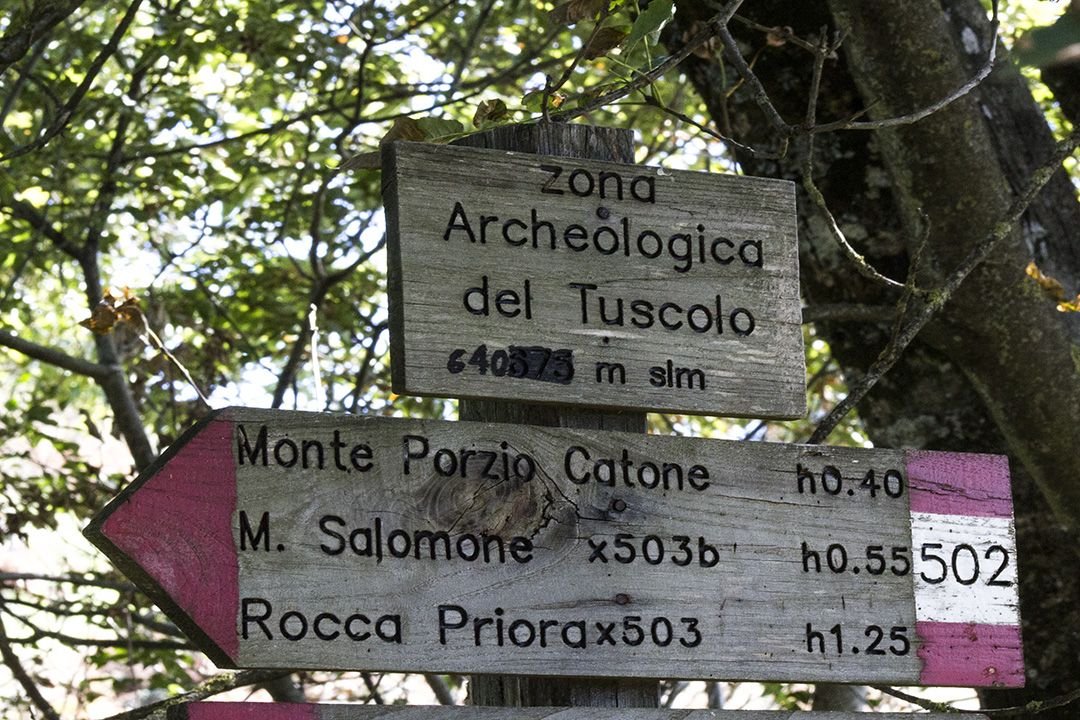 zona
Archeologica
del Tuscolo
640 m slm
Monte Porzio Catone h0.40
M. Salomone x503b h0.55
Rocca Priora x503 h1.25
502